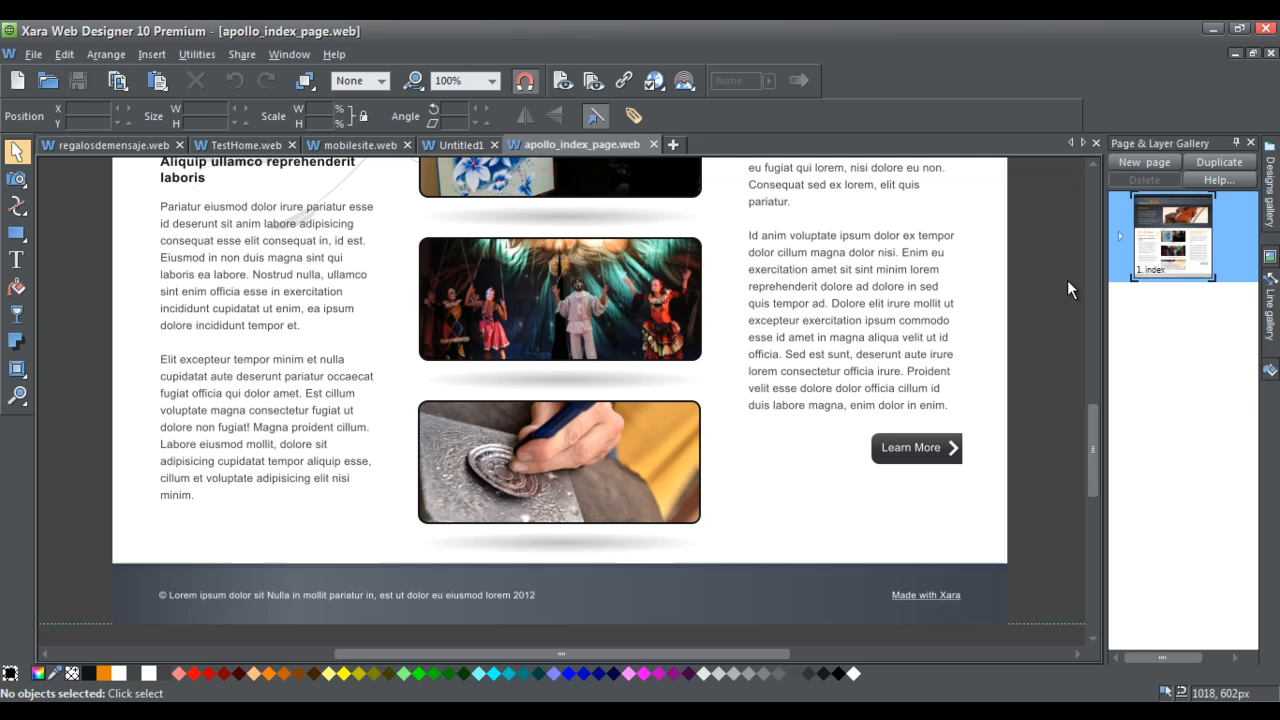 Xara Web Designer 10 Premium - [apollo_index_page.web]
File Edit Arrange Insert Utilities Share Window Help
None 100% None
Position X Y Size W H Scale W H % % Angle
regalosdemensaje.web TestHome.web mobilesite.web Untitled1 apollo_index_page.web
Page & Layer Gallery
New page Duplicate
Delete Help...
1. index
Designs gallery
Line gallery
Aliquip ullamco reprehenderit
laboris
Pariatur eiusmod dolor irure pariatur esse
id deserunt sit anim labore adipisicing
consequat esse elit consequat in, id est.
Eiusmod in non duis magna sint qui
laboris ea labore. Nostrud nulla, ullamco
sint enim officia esse in exercitation
incididunt cupidatat ut enim, ea ipsum
dolore incididunt tempor et.
Elit excepteur tempor minim et nulla
cupidatat aute deserunt pariatur occaecat
fugiat officia qui dolor amet. Est cillum
voluptate magna consectetur fugiat ut
dolore non fugiat! Magna proident cillum.
Labore eiusmod mollit, dolore sit
adipisicing cupidatat tempor aliquip esse,
cillum et voluptate adipisicing elit nisi
minim.
eu fugiat qui lorem, nisi dolore eu non.
Consequat sed ex lorem, elit quis
pariatur.
Id anim voluptate ipsum dolor ex tempor
dolor cillum magna dolor nisi. Enim eu
exercitation amet sit sint minim lorem
reprehenderit dolore ad dolore in sed
quis tempor ad. Dolore elit irure mollit ut
excepteur exercitation ipsum commodo
esse id amet in magna aliqua velit ut id
officia. Sed est sunt, deserunt aute irure
lorem consectetur officia irure. Proident
velit esse dolore dolor officia cillum id
duis labore magna, enim dolor in enim.
Learn More
© Lorem ipsum dolor sit Nulla in mollit pariatur in, est ut dolor eu eiusmod lorem 2012
Made with Xara
No objects selected: Click select
1018, 602px